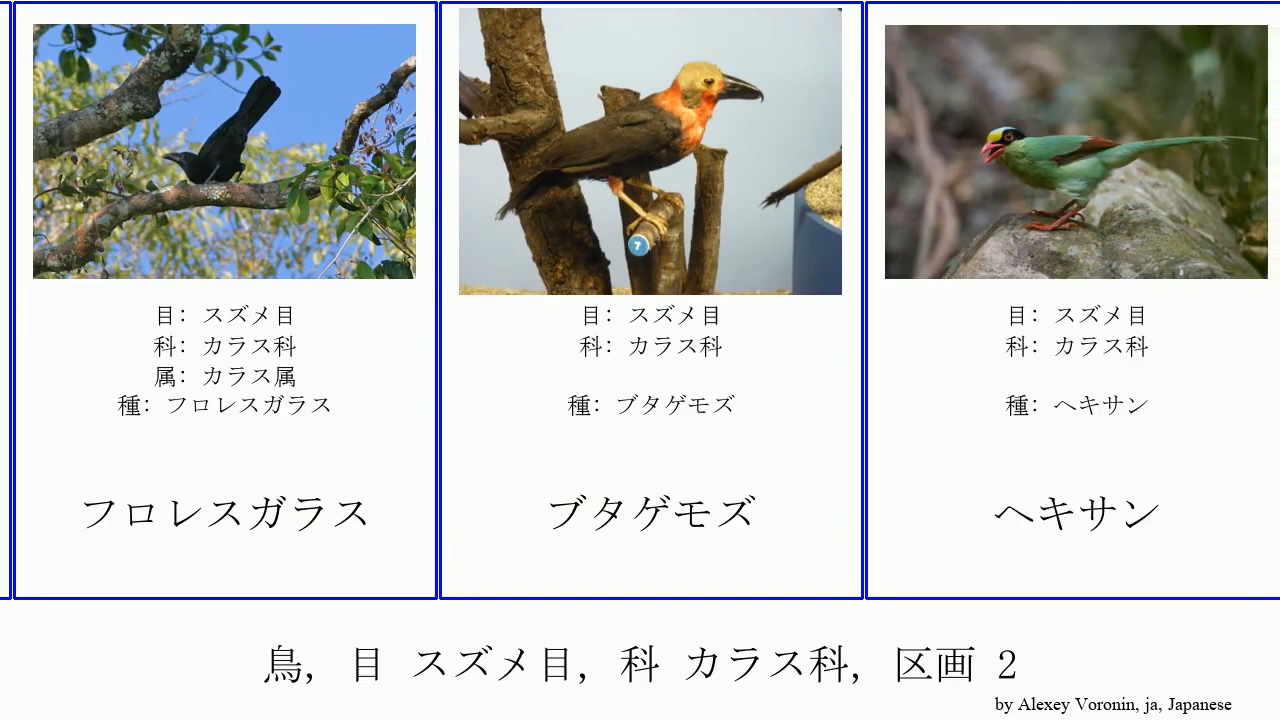 目: スズメ目
科: カラス科
属: カラス属
種: フロレスガラス
フロレスガラス
7
目: スズメ目
科: カラス科
種: ブタゲモズ
ブタゲモズ
目: スズメ目
科: カラス科
種: ヘキサン
ヘキサン
鳥, 目 スズメ目, 科 カラス科, 区画 2
by Alexey Voronin, ja, Japanese